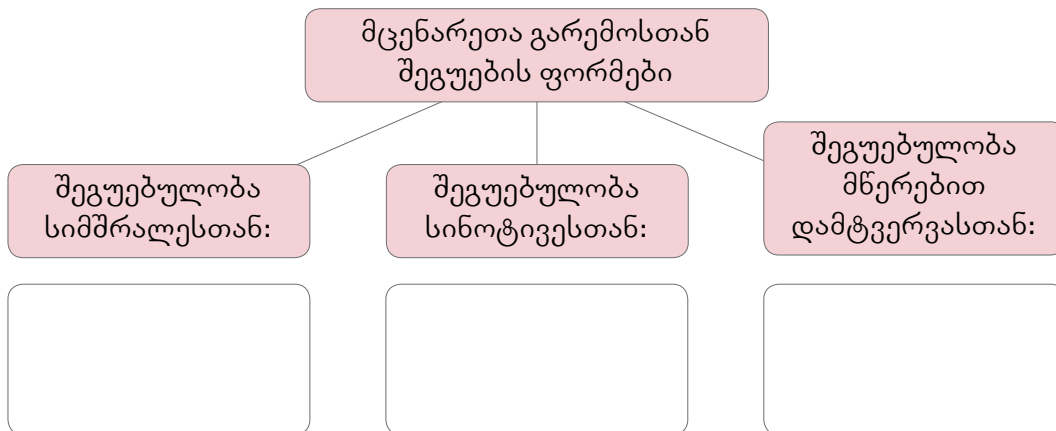 მცენარეთა გარემოსთან
შეგუების ფორმები
შეგუებულობა
სიმშრალესთან:
შეგუებულობა
სინოტივესთან:
შეგუებულობა
მწერებით
დამტვერვასთან: